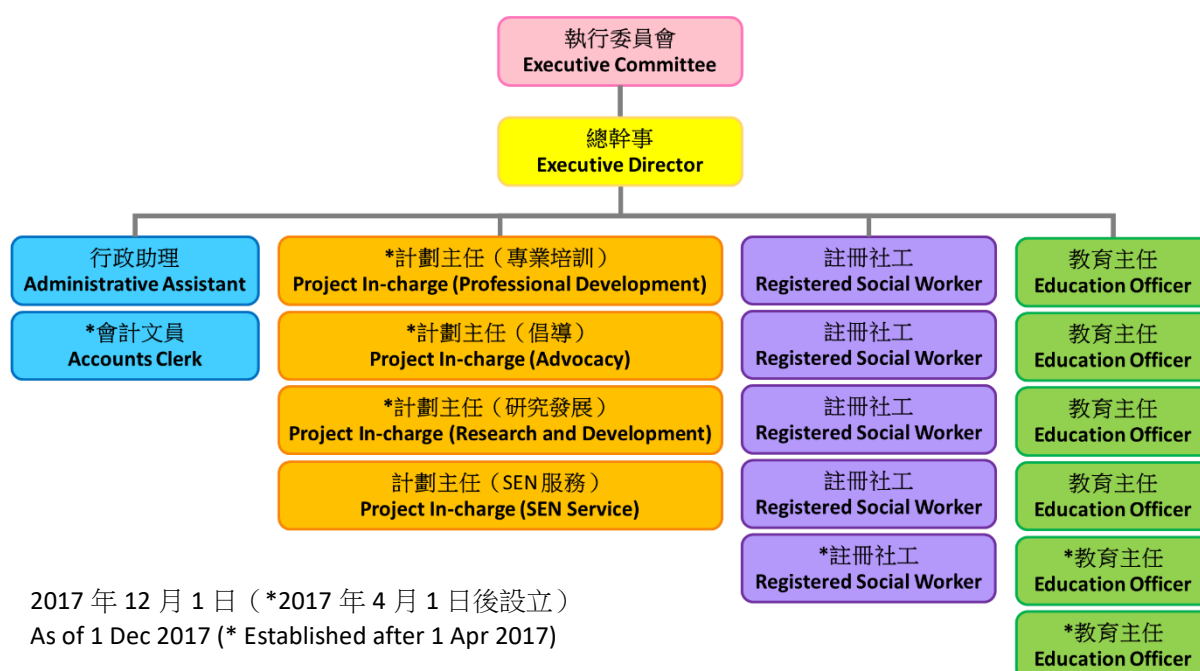 執行委員會
Executive Committee
總幹事
Executive Director
行政助理
Administrative Assistant
*會計文員
Accounts Clerk
*計劃主任（專業培訓）
Project In-charge (Professional Development)
*計劃主任（倡導）
Project In-charge (Advocacy)
*計劃主任（研究發展）
Project In-charge (Research and Development)
計劃主任（SEN 服務）
Project In-charge (SEN Service)
註冊社工
Registered Social Worker
註冊社工
Registered Social Worker
註冊社工
Registered Social Worker
註冊社工
Registered Social Worker
*註冊社工
Registered Social Worker
教育主任
Education Officer
教育主任
Education Officer
教育主任
Education Officer
教育主任
Education Officer
*教育主任
Education Officer
*教育主任
Education Officer
2017 年 12 月 1 日（*2017 年 4 月 1 日後設立）
As of 1 Dec 2017 (* Established after 1 Apr 2017)